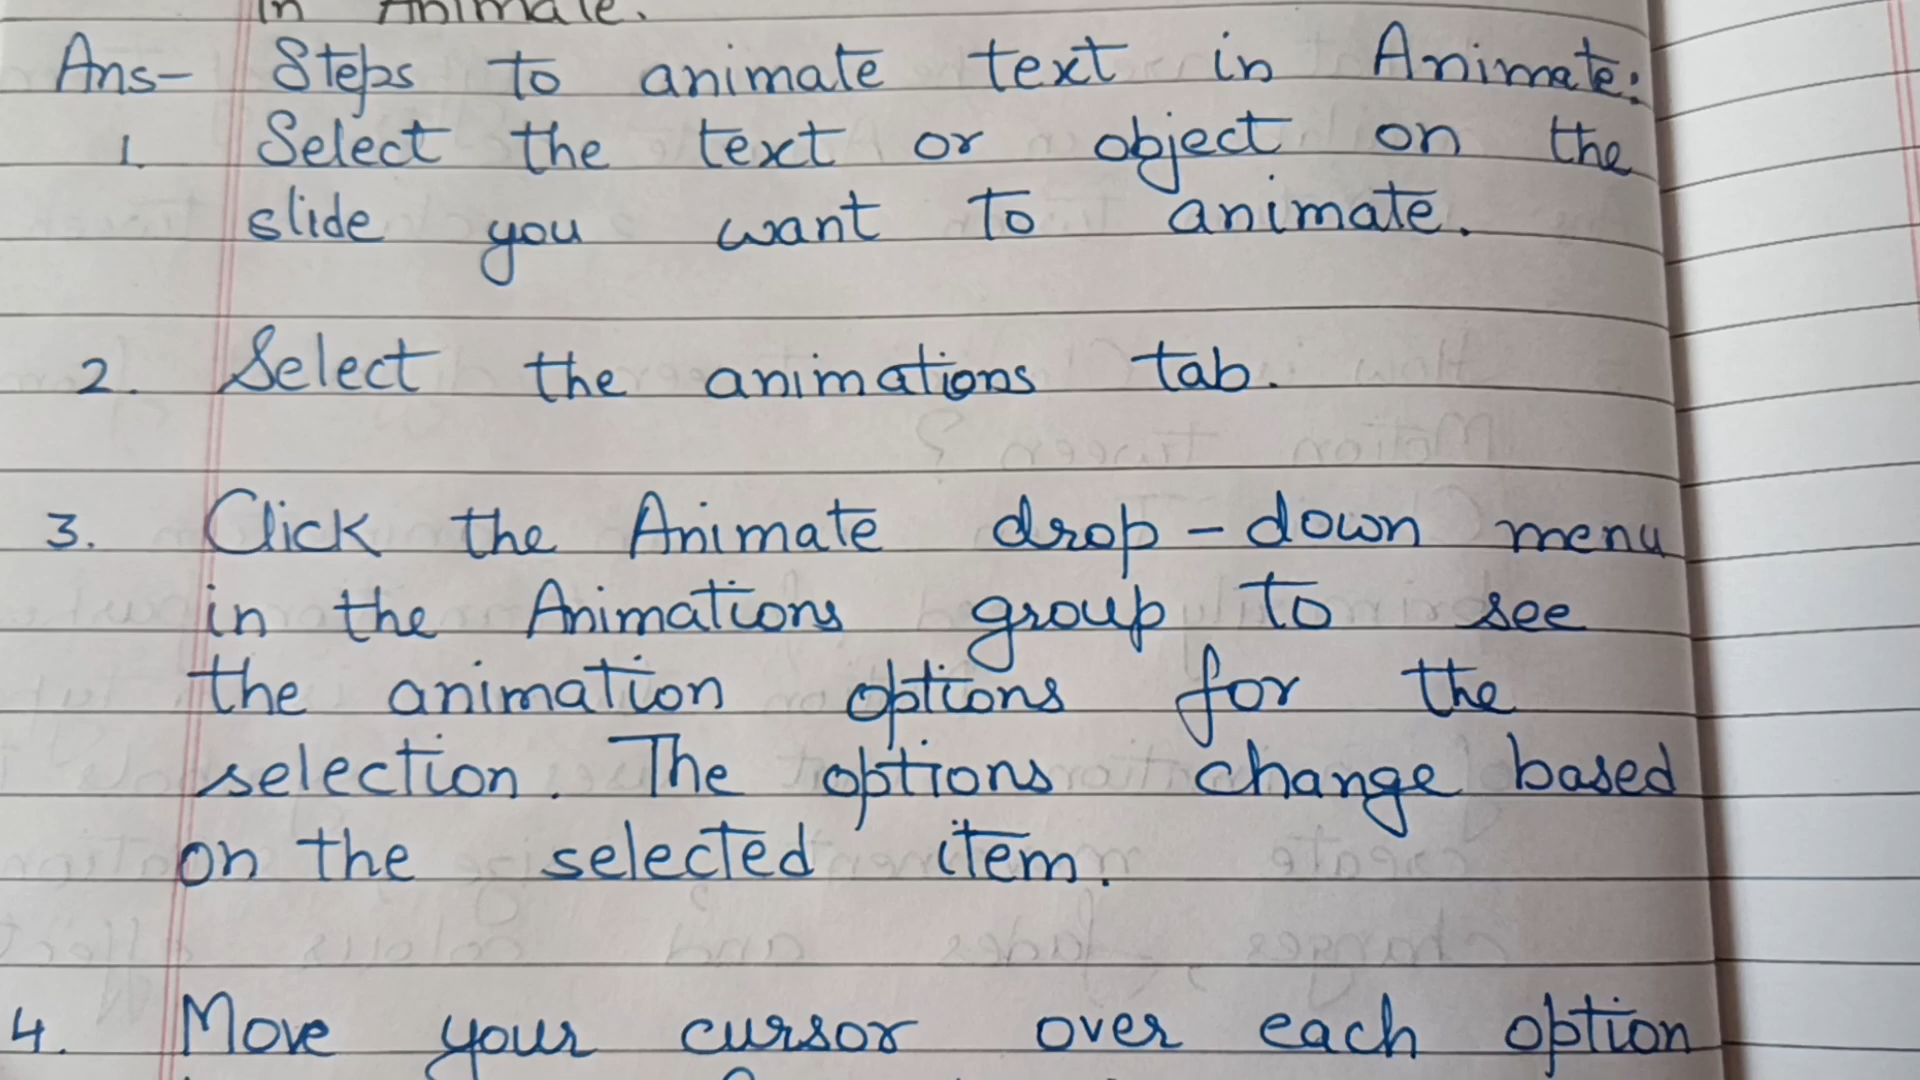 in Animate.
Ans- Steps to animate text in Animate:
1. Select the text or object on the
slide you want to animate.
2. Select the animations tab.
3. Click the Animate drop-down menu
in the Animations group to see
the animation options for the
selection. The options change based
on the selected item.
4. Move your cursor over each option